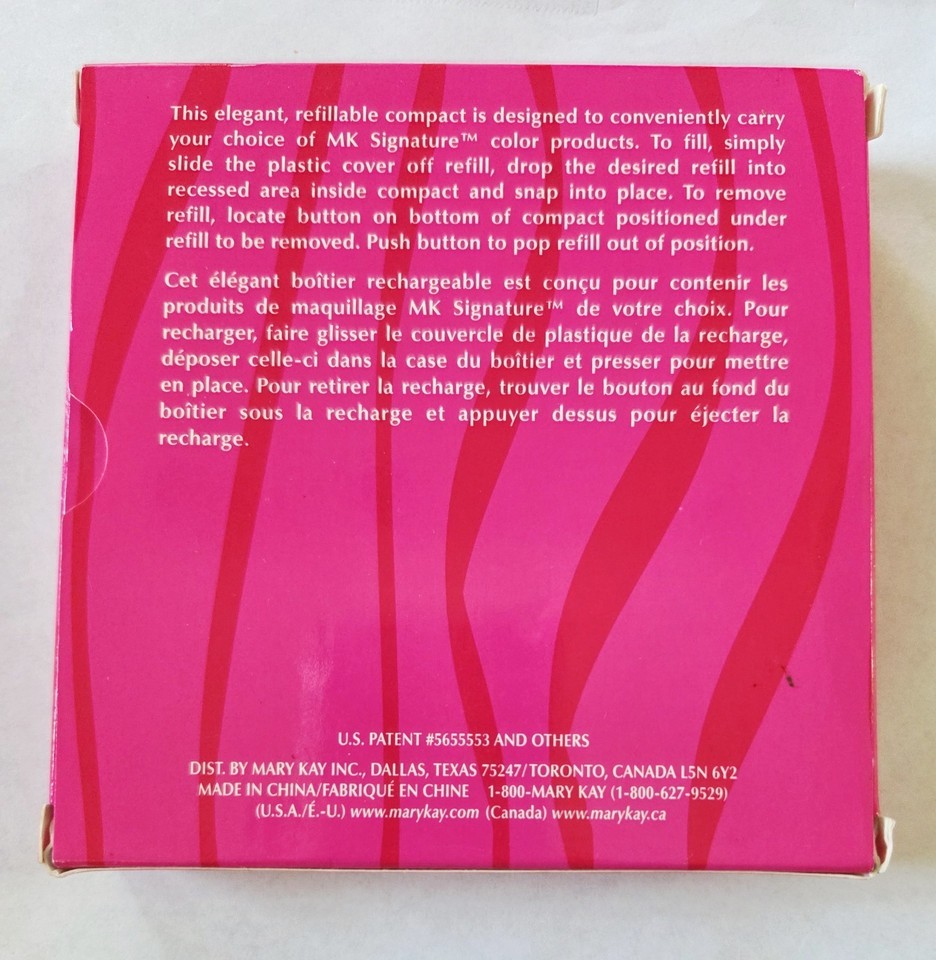 This elegant, refillable compact is designed to conveniently carry
your choice of MK Signature™ color products. To fill, simply
slide the plastic cover off refill, drop the desired refill into
recessed area inside compact and snap into place. To remove
refill, locate button on bottom of compact positioned under
refill to be removed. Push button to pop refill out of position.
Cet élégant boîtier rechargeable est conçu pour contenir les
produits de maquillage MK Signature™ de votre choix. Pour
recharger, faire glisser le couvercle de plastique de la recharge,
déposer celle-ci dans la case du boîtier et presser pour mettre
en place. Pour retirer la recharge, trouver le bouton au fond du
boîtier sous la recharge et appuyer dessus pour éjecter la
recharge.
U.S. PATENT #5655553 AND OTHERS
DIST. BY MARY KAY INC., DALLAS, TEXAS 75247/TORONTO, CANADA L5N 6Y2
MADE IN CHINA/FABRIQUÉ EN CHINE 1-800-MARY KAY (1-800-627-9529)
(U.S.A./É.-U.) www.marykay.com (Canada) www.marykay.ca